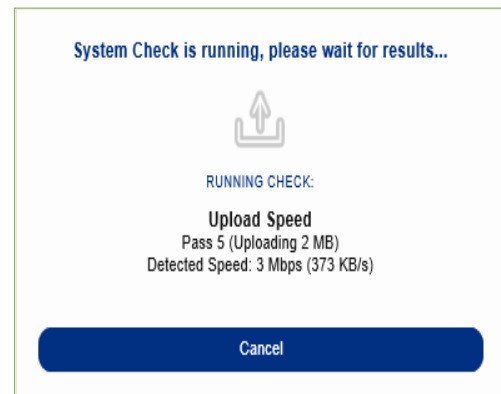 System Check is running, please wait for results...
RUNNING CHECK:
Upload Speed
Pass 5 (Uploading 2 MB)
Detected Speed: 3 Mbps (373 KB/s)
Cancel